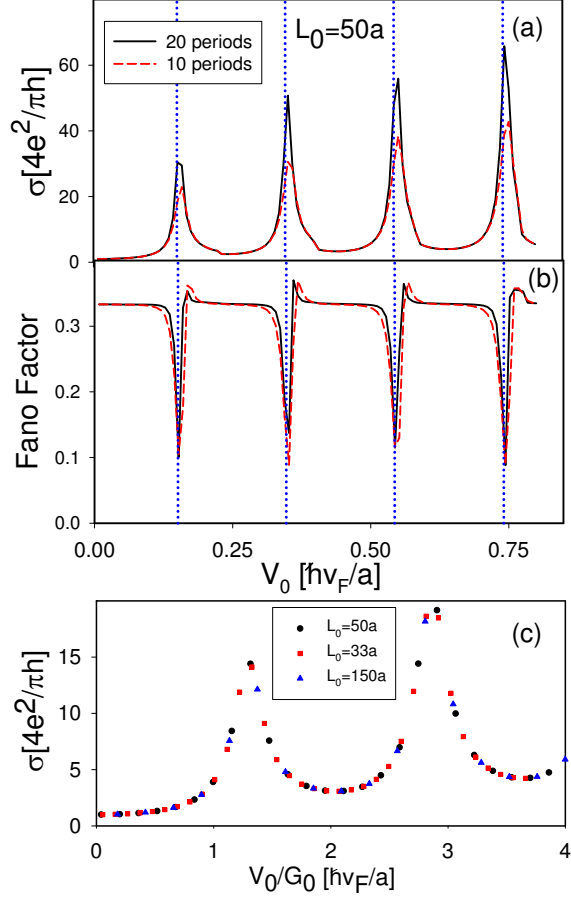 20 periods
10 periods
L₀=50a
(a)
σ[4e²/πh]
60
40
20
0
(b)
Fano Factor
0.3
0.2
0.1
0.0
0.00 0.25 0.50 0.75
V₀ [ħv_F/a]
(c)
L₀=50a
L₀=33a
L₀=150a
σ[4e²/πh]
15
10
5
0
0 1 2 3 4
V₀/G₀ [ħv_F/a]